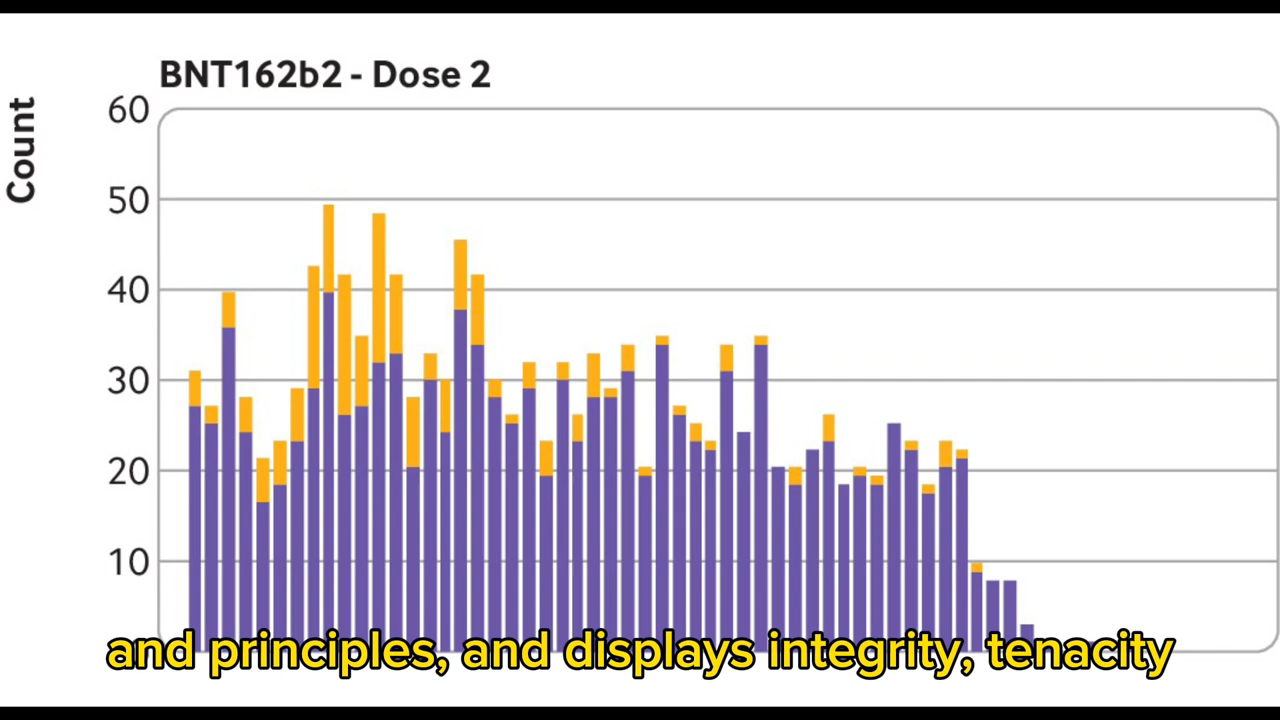 BNT162b2 - Dose 2
Count
60
50
40
30
20
10
and principles, and displays integrity, tenacity